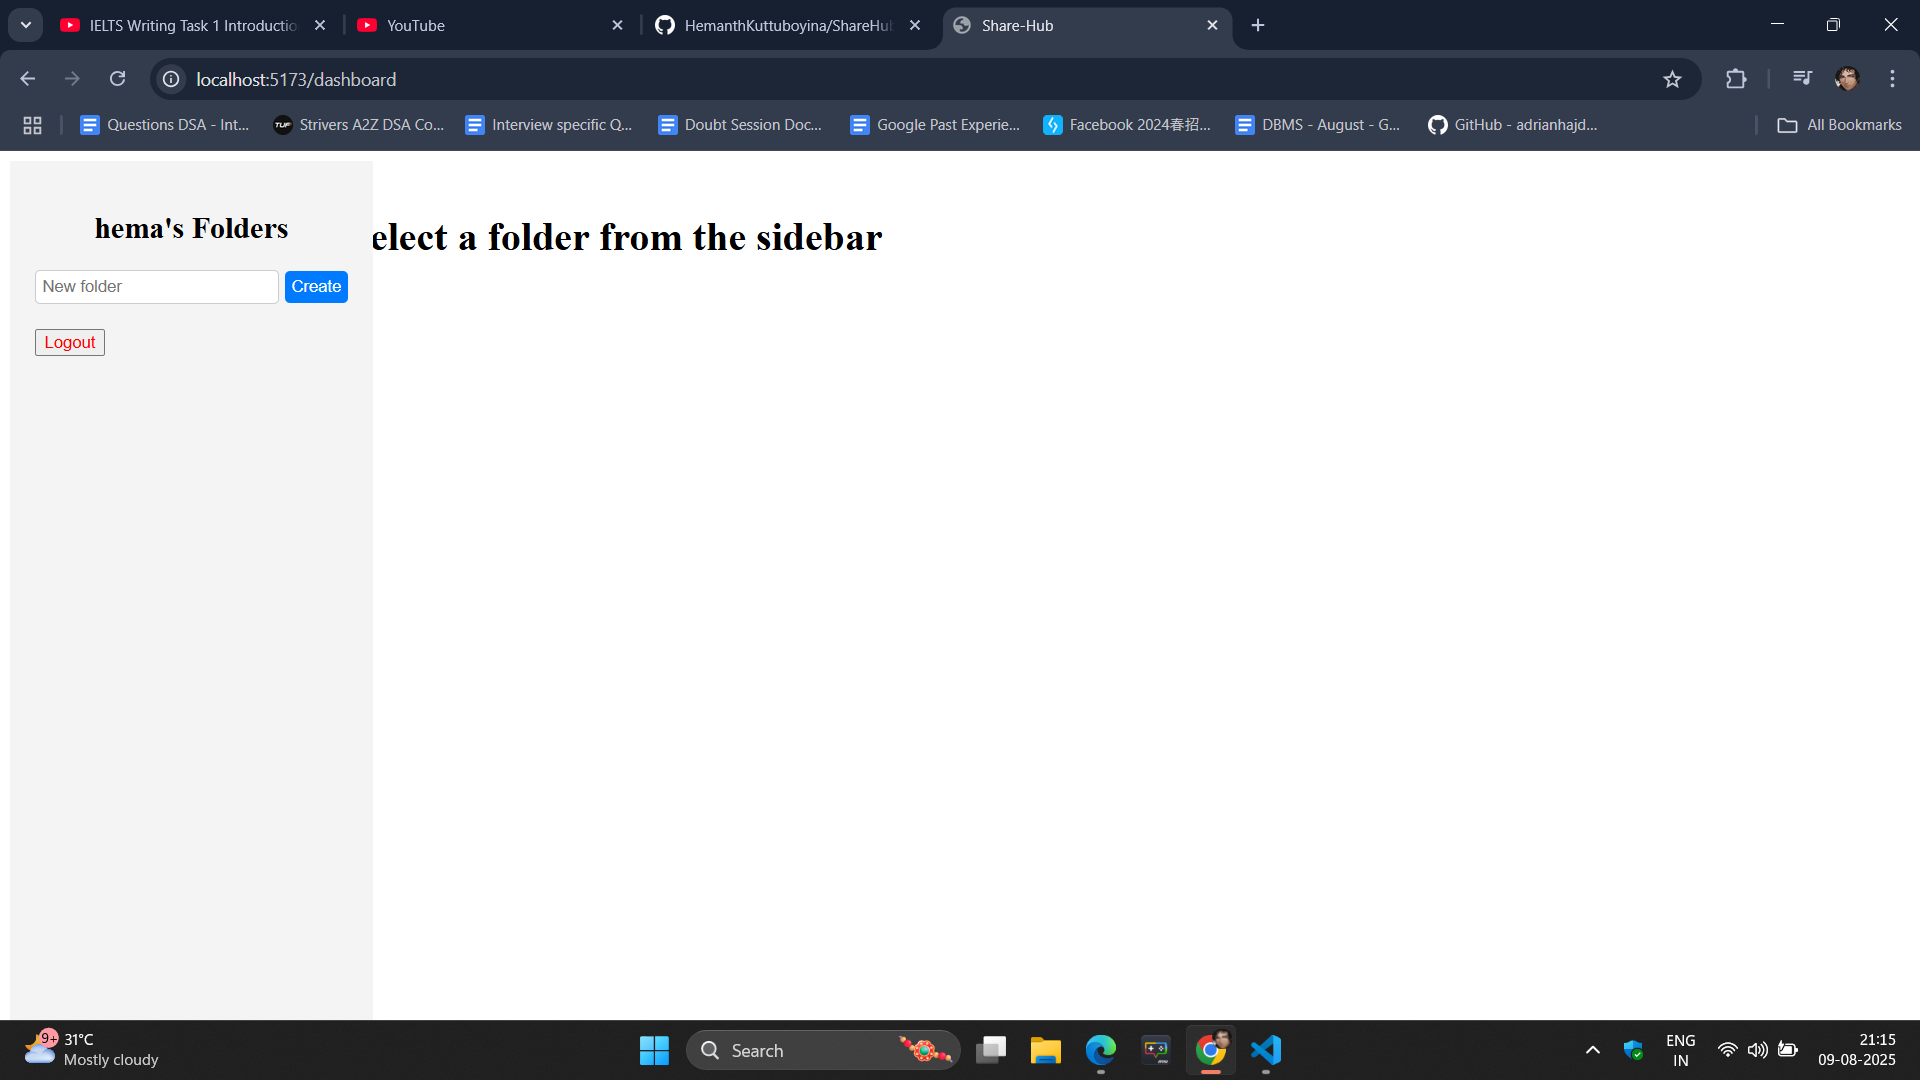 IELTS Writing Task 1 Introductio
YouTube
HemanthKuttuboyina/ShareHu
Share-Hub
localhost:5173/dashboard
Questions DSA - Int...
TUF
Strivers A2Z DSA Co...
Interview specific Q...
Doubt Session Doc...
Google Past Experie...
Facebook 2024春招...
DBMS - August - G...
GitHub - adrianhajd...
All Bookmarks
hema's Folders
elect a folder from the sidebar
New folder
Create
Logout
9+
31°C
Mostly cloudy
Search
ENG
IN
21:15
09-08-2025